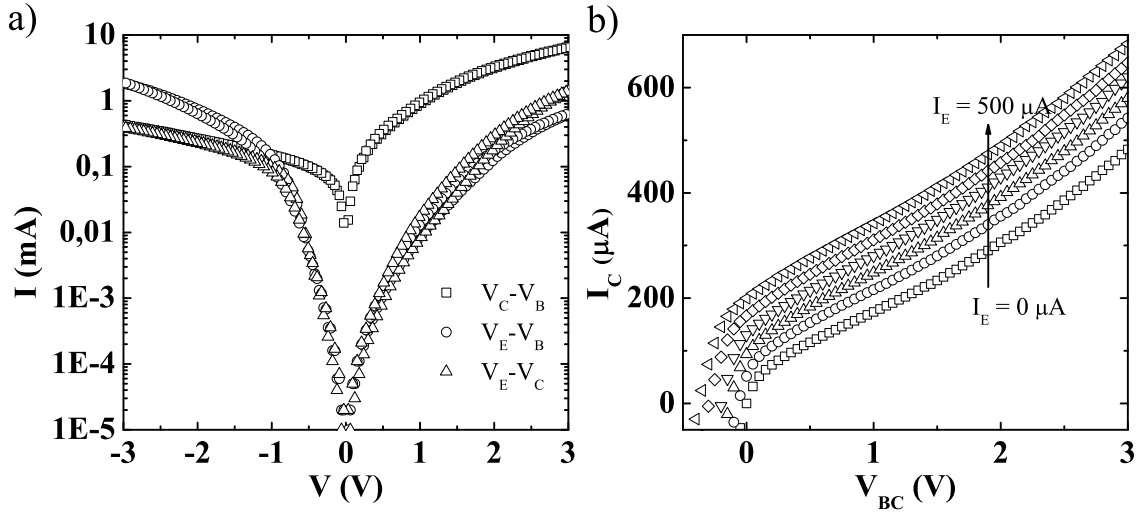 a)
10
1
0,1
0,01
1E-3
1E-4
1E-5
I (mA)
-3 -2 -1 0 1 2 3
V (V)
V_C-V_B
V_E-V_B
V_E-V_C
b)
600
400
200
0
I_C (μA)
0 1 2 3
V_BC (V)
I_E = 500 μA
I_E = 0 μA